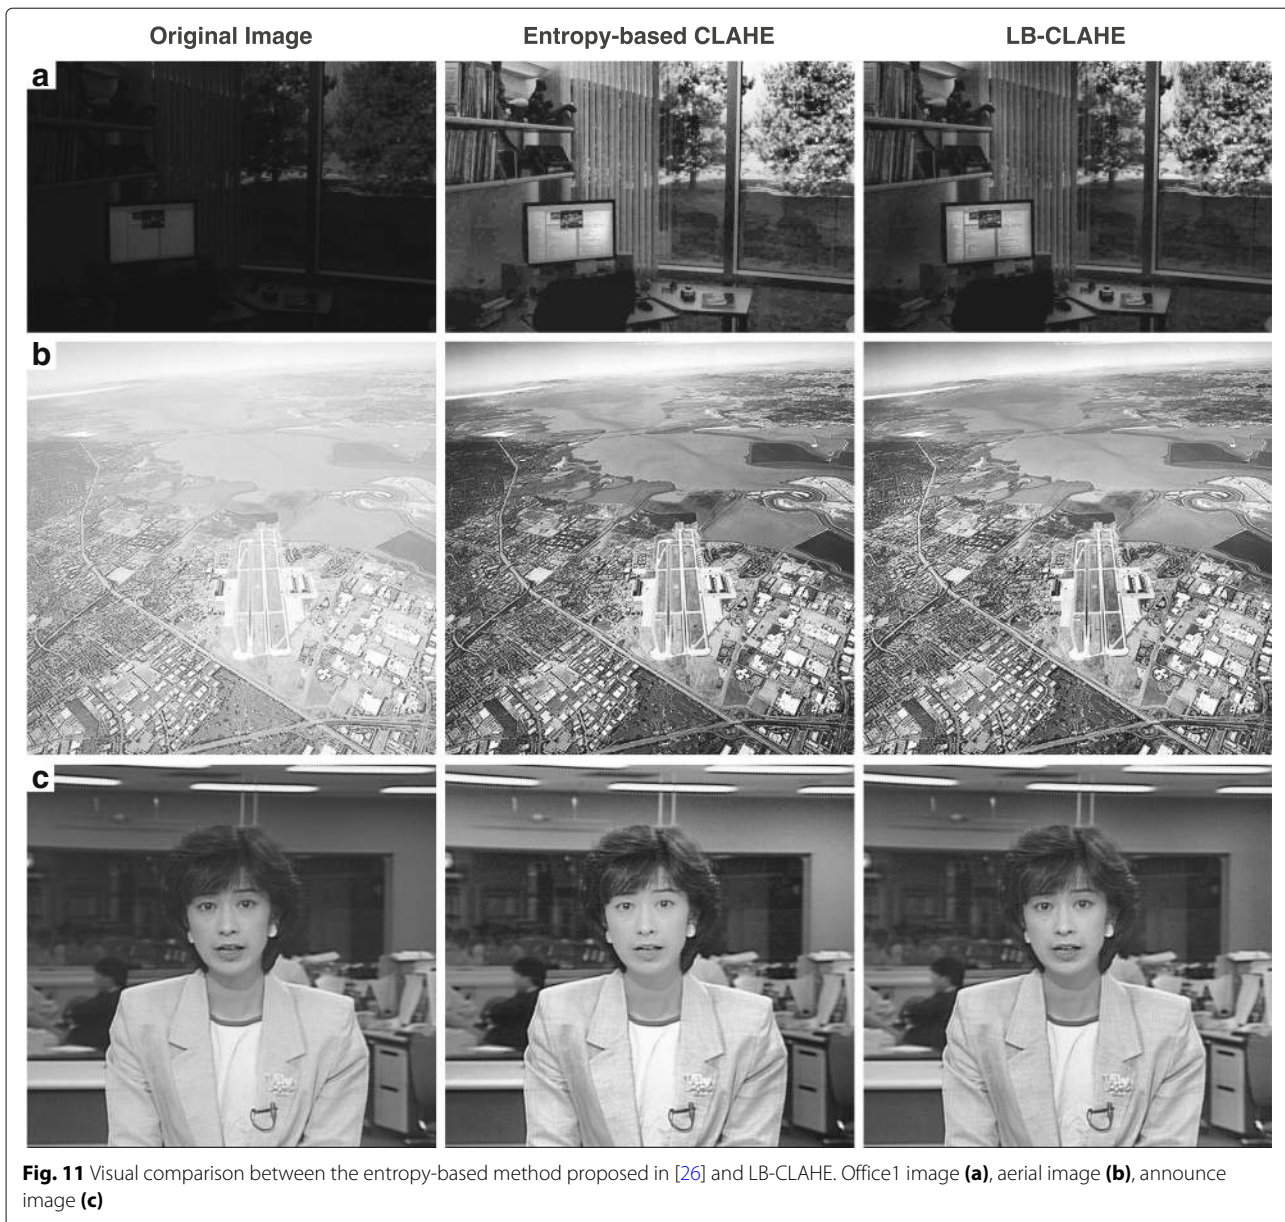 Original Image Entropy-based CLAHE LB-CLAHE
a
b
c
Fig. 11 Visual comparison between the entropy-based method proposed in [26] and LB-CLAHE. Office1 image (a), aerial image (b), announce
image (c)